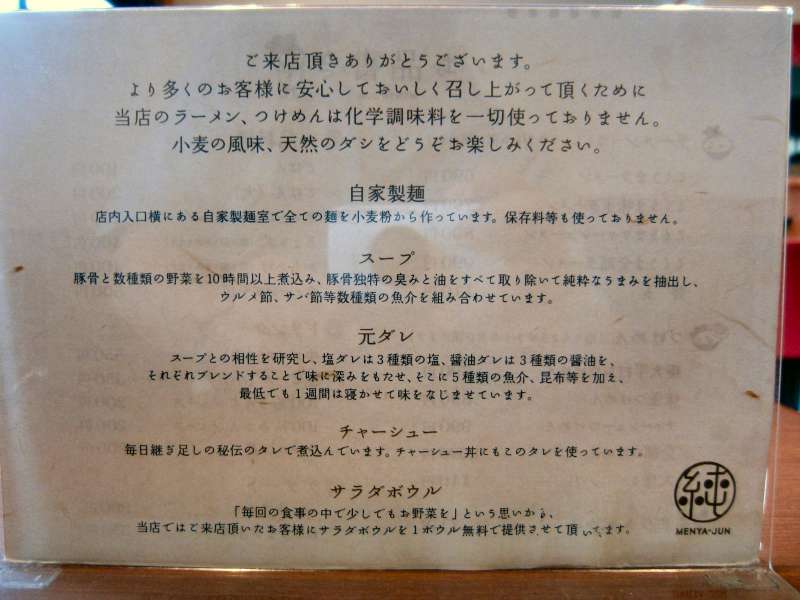 ご来店頂きありがとうございます。
より多くのお客様に安心しておいしく召し上がって頂くために
当店のラーメン、つけめんは化学調味料を一切使っておりません。
小麦の風味、天然のダシをどうぞお楽しみください。
自家製麺
店内入口横にある自家製麺室で全ての麺を小麦粉から作っています。保存料等も使っておりません。
スープ
豚骨と数種類の野菜を10時間以上煮込み、豚骨独特の臭みと油をすべて取り除いて純粋なうまみを抽出し、
ウルメ節、サバ節等数種類の魚介を組み合わせています。
元ダレ
スープとの相性を研究し、塩ダレは3種類の塩、醤油ダレは3種類の醤油を、
それぞれブレンドすることで味に深みをもたせ、そこに5種類の魚介、昆布等を加え、
最低でも1週間は寝かせて味をなじませています。
チャーシュー
毎日継ぎ足しの秘伝のタレで煮込んでいます。チャーシュー丼にもこのタレを使っています。
サラダボウル
「毎回の食事の中で少しでもお野菜を」という思いから、
当店ではご来店頂いたお客様にサラダボウルを1ボウル無料で提供させて頂いてます。
純
MENYA-JUN